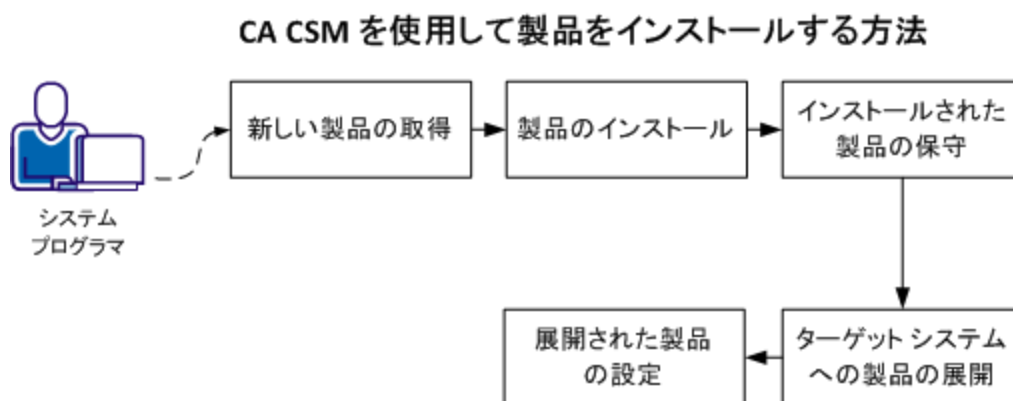 CA CSM を使用して製品をインストールする方法
新しい製品の取得
製品のインストール
インストールされた
製品の保守
システム
プログラマ
展開された製品
の設定
ターゲット システム
への製品の展開